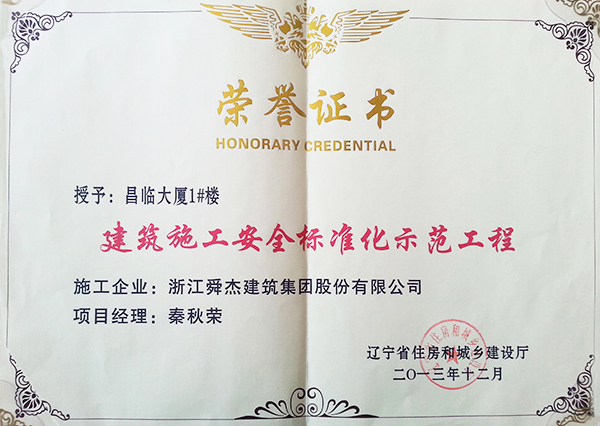 荣誉证书
HONORARY CREDENTIAL
授予：昌临大厦1#楼
建筑施工安全标准化示范工程
施工企业：浙江舜杰建筑集团股份有限公司
项目经理：秦秋荣
辽宁省住房和城乡建设厅
二〇一三年十二月